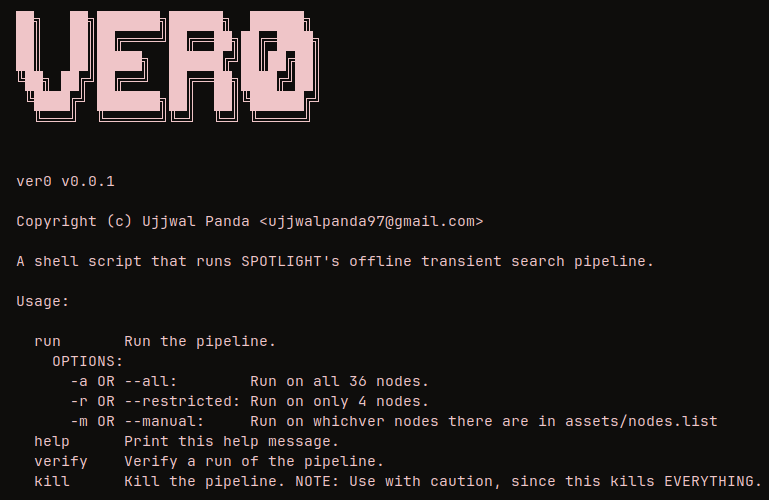 VER0
ver0 v0.0.1
Copyright (c) Ujjwal Panda <ujjwalpanda97@gmail.com>
A shell script that runs SPOTLIGHT's offline transient search pipeline.
Usage:
run Run the pipeline.
OPTIONS:
-a OR --all: Run on all 36 nodes.
-r OR --restricted: Run on only 4 nodes.
-m OR --manual: Run on whichver nodes there are in assets/nodes.list
help Print this help message.
verify Verify a run of the pipeline.
kill Kill the pipeline. NOTE: Use with caution, since this kills EVERYTHING.